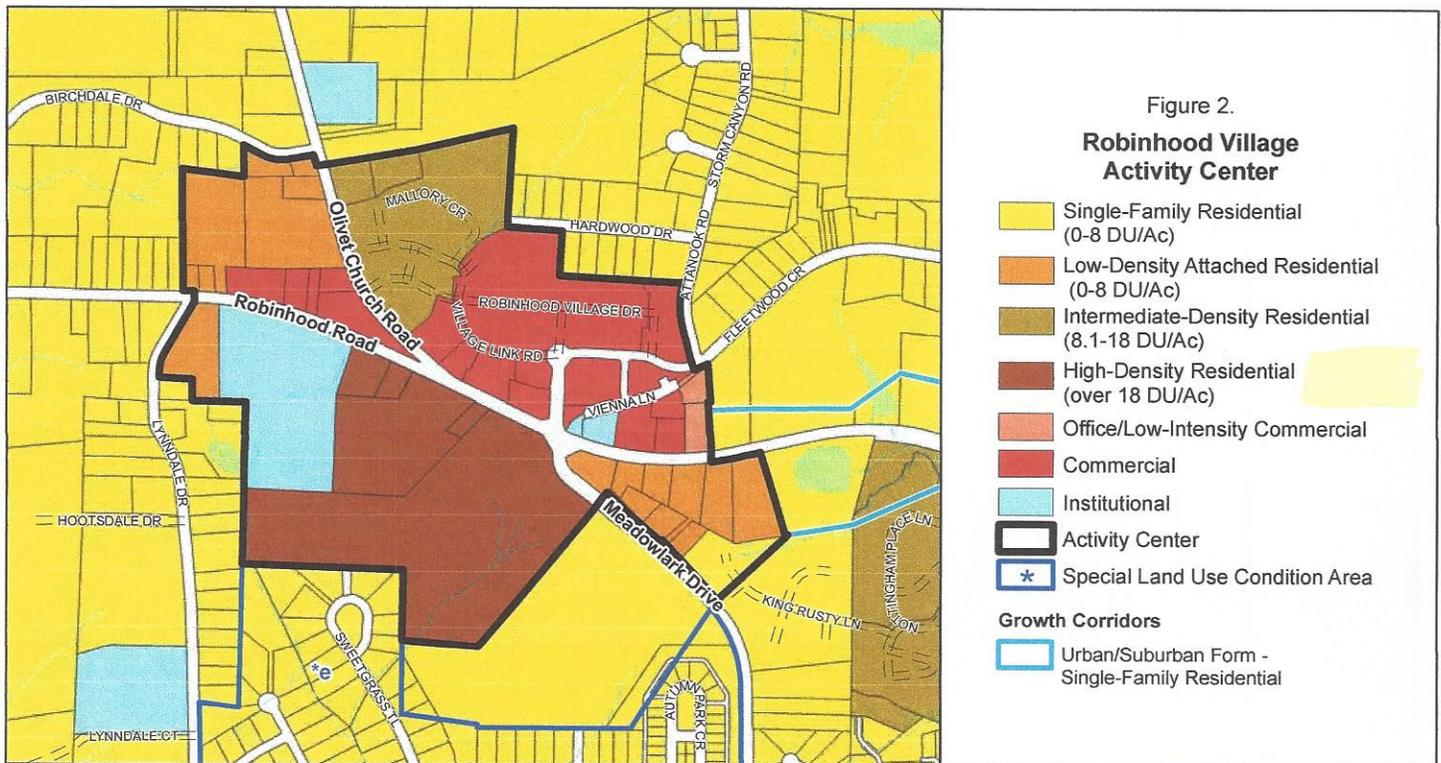 BIRCHDALE DR
STORM CANYON RD
MALLORY CR
HARDWOOD DR
ATTANOOK RD
Olivet Church Road
FLEETWOOD CR
Robinhood Road
ROBINHOOD VILLAGE DR
VILLAGE LINK RD
VIENNA LN
LYNNDALE DR
HOOTSDALE DR
Meadowlark Drive
NOTTINGHAM PLACE LN
KING RUSTY LN
SWEETGRASS TL
*e
AUTUMN PARK CR
LYNNDALE CT
Figure 2.
Robinhood Village
Activity Center
Single-Family Residential
(0-8 DU/Ac)
Low-Density Attached Residential
(0-8 DU/Ac)
Intermediate-Density Residential
(8.1-18 DU/Ac)
High-Density Residential
(over 18 DU/Ac)
Office/Low-Intensity Commercial
Commercial
Institutional
Activity Center
* Special Land Use Condition Area
Growth Corridors
Urban/Suburban Form -
Single-Family Residential